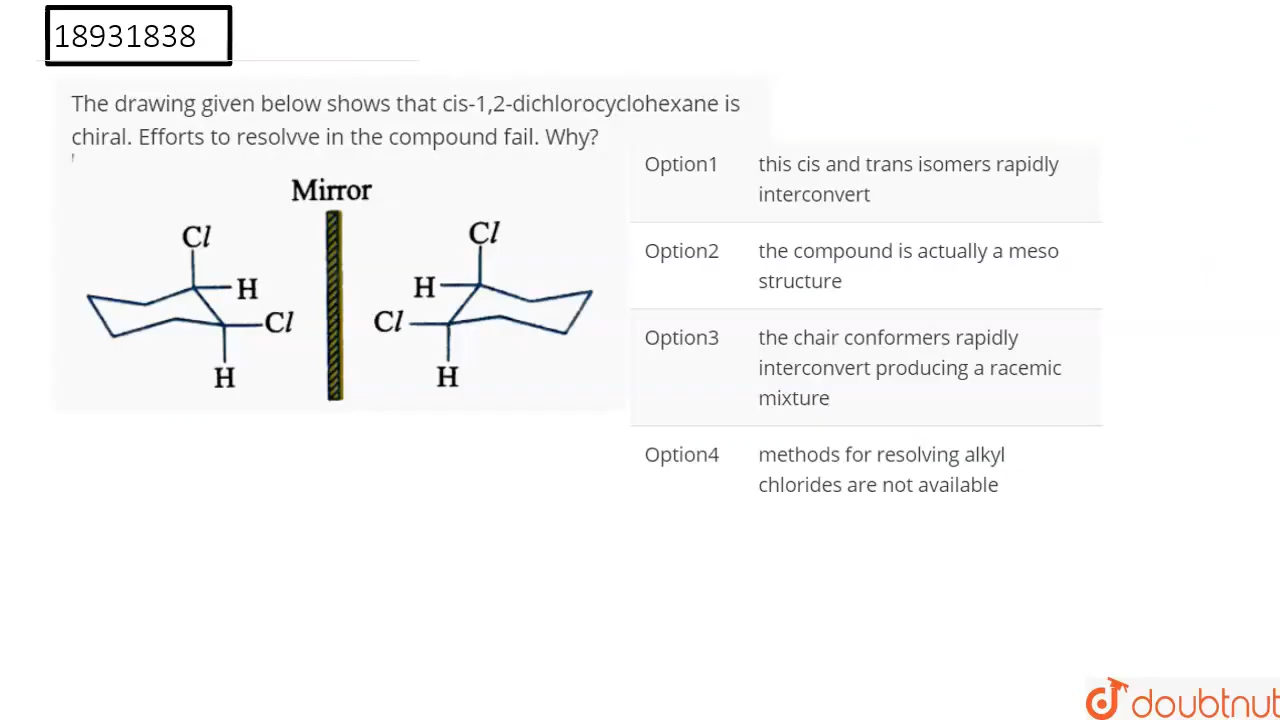 18931838
The drawing given below shows that cis-1,2-dichlorocyclohexane is
chiral. Efforts to resolvve in the compound fail. Why?
Mirror
Cl
H
Cl
H
Cl
H
Cl
H
Option1 this cis and trans isomers rapidly
interconvert
Option2 the compound is actually a meso
structure
Option3 the chair conformers rapidly
interconvert producing a racemic
mixture
Option4 methods for resolving alkyl
chlorides are not available
doubtnut